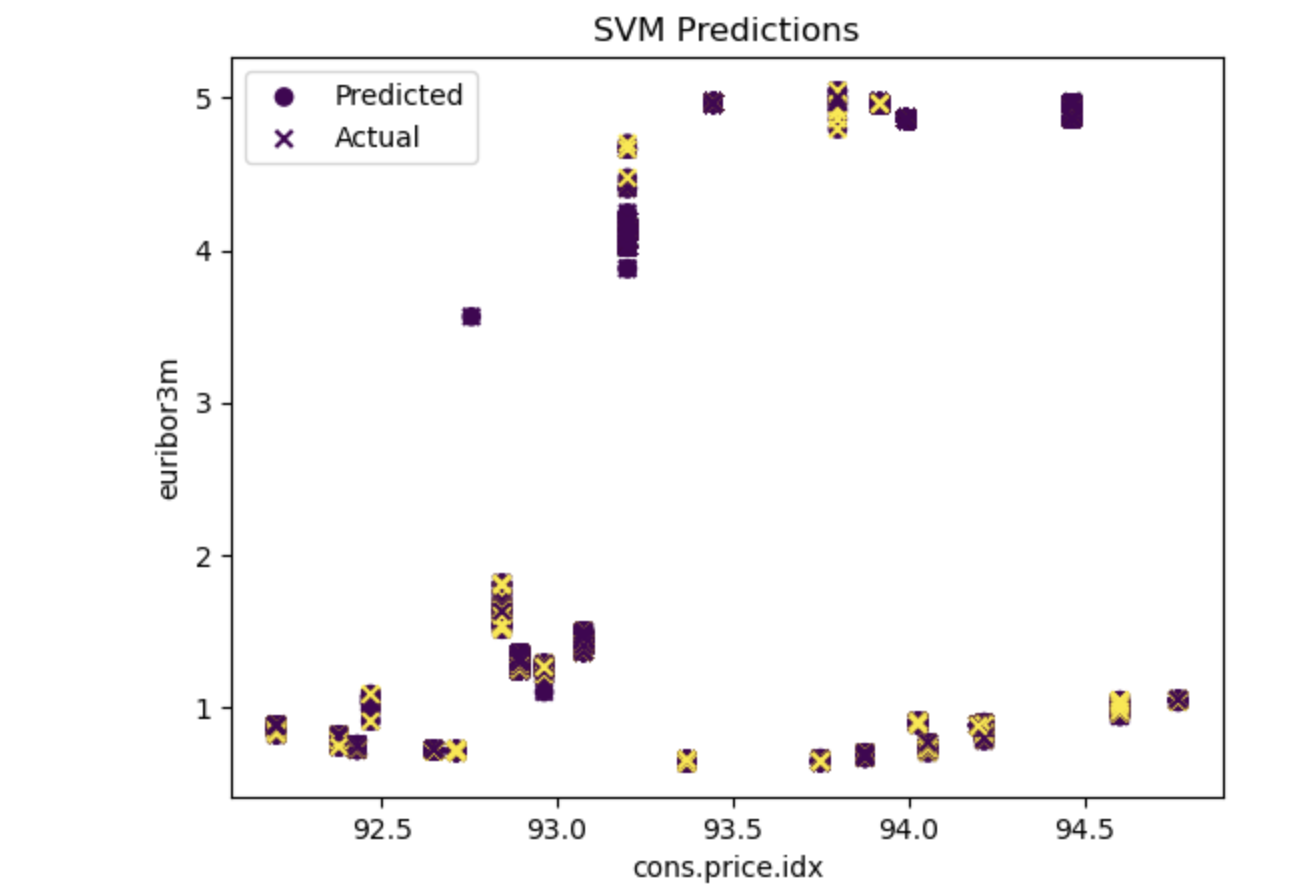 SVM Predictions
Predicted
Actual
5
4
3
2
1
euribor3m
92.5 93.0 93.5 94.0 94.5
cons.price.idx